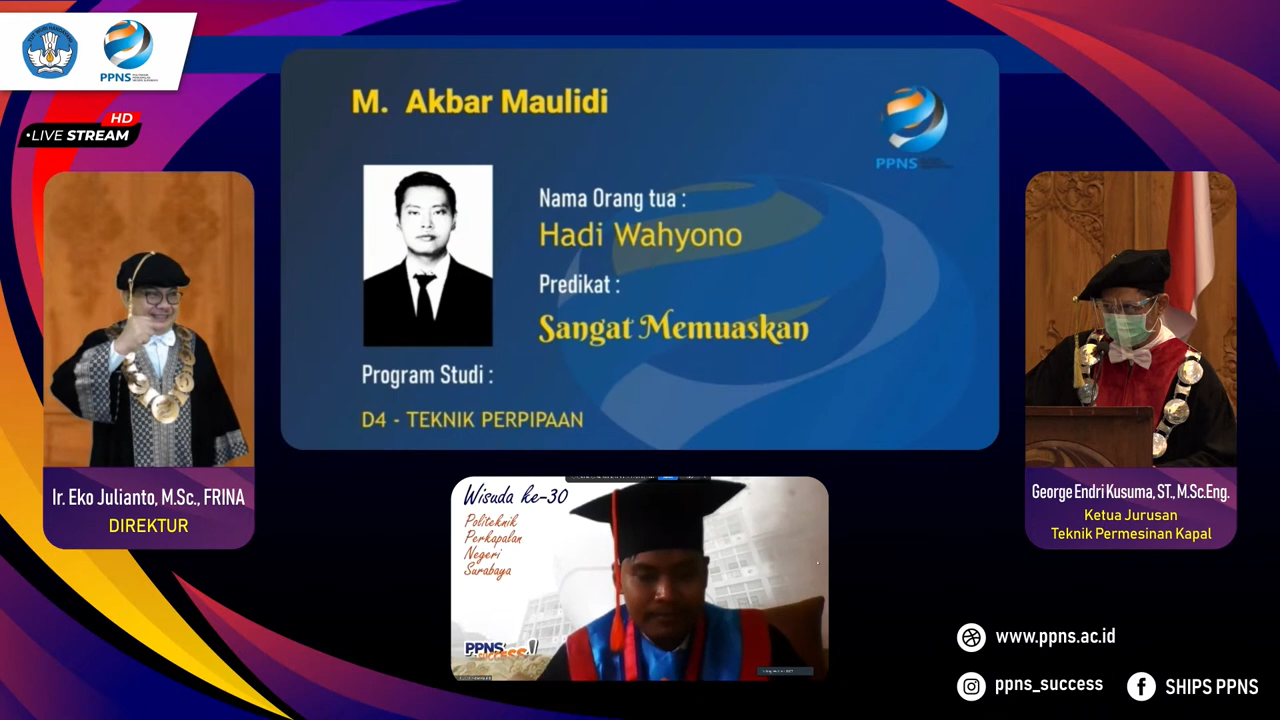 PPNS
HD
•LIVE STREAM
M. Akbar Maulidi
PPNS
Nama Orang tua :
Hadi Wahyono
Predikat :
Sangat Memuaskan
Program Studi :
D4 - TEKNIK PERPIPAAN
Ir. Eko Julianto, M.Sc., FRINA
DIREKTUR
George Endri Kusuma, ST., M.Sc.Eng.
Ketua Jurusan
Teknik Permesinan Kapal
Wisuda ke-30
Politeknik
Perkapalan
Negeri
Surabaya
PPNS
SUCCESS!
www.ppns.ac.id
ppns_success
SHIPS PPNS